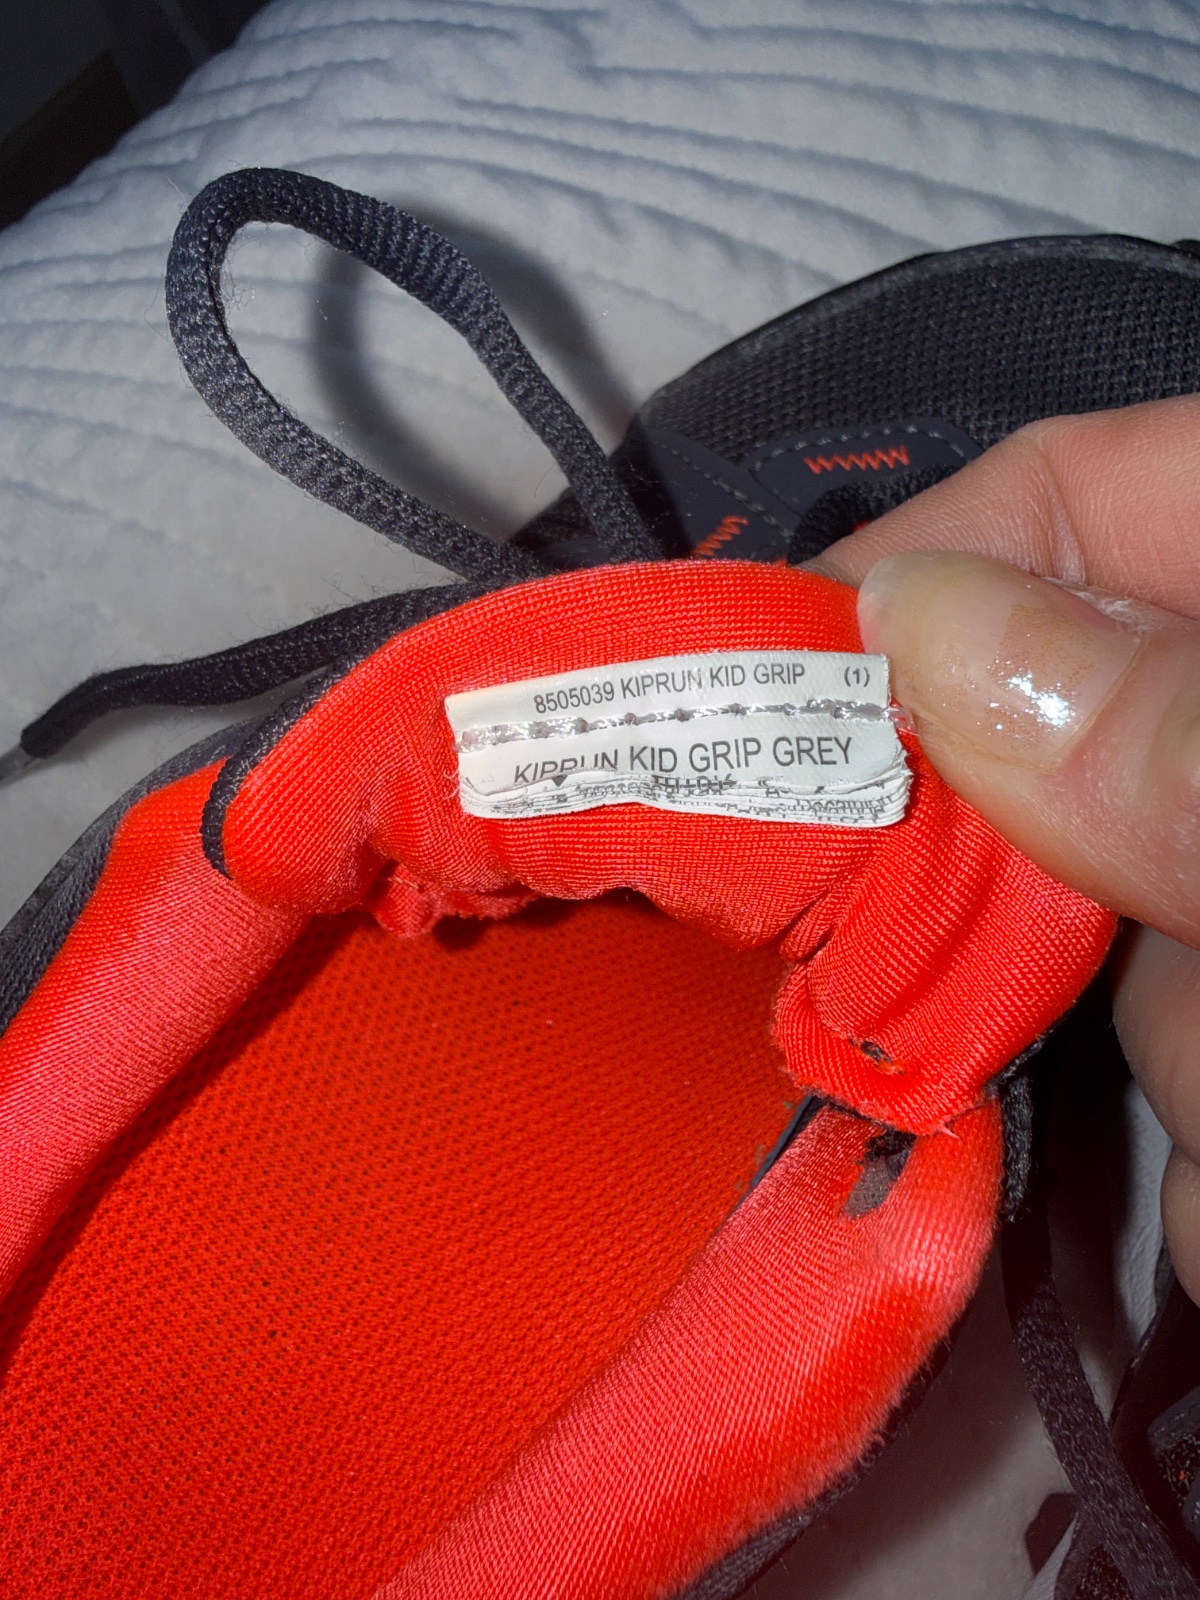 8505039 KIPRUN KID GRIP (1)
KIPRUN KID GRIP GREY